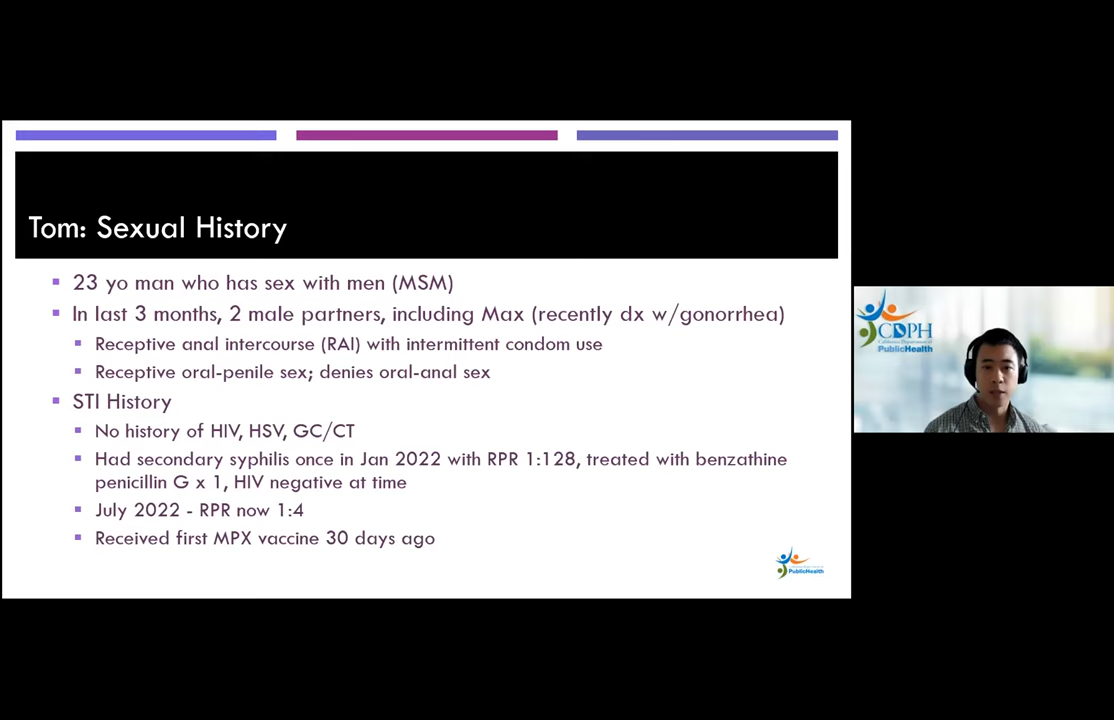 Tom: Sexual History
23 yo man who has sex with men (MSM)
In last 3 months, 2 male partners, including Max (recently dx w/gonorrhea)
Receptive anal intercourse (RAI) with intermittent condom use
Receptive oral-penile sex; denies oral-anal sex
STI History
No history of HIV, HSV, GC/CT
Had secondary syphilis once in Jan 2022 with RPR 1:128, treated with benzathine
penicillin G x 1, HIV negative at time
July 2022 - RPR now 1:4
Received first MPX vaccine 30 days ago
PublicHealth
CDPH
California Department of
PublicHealth